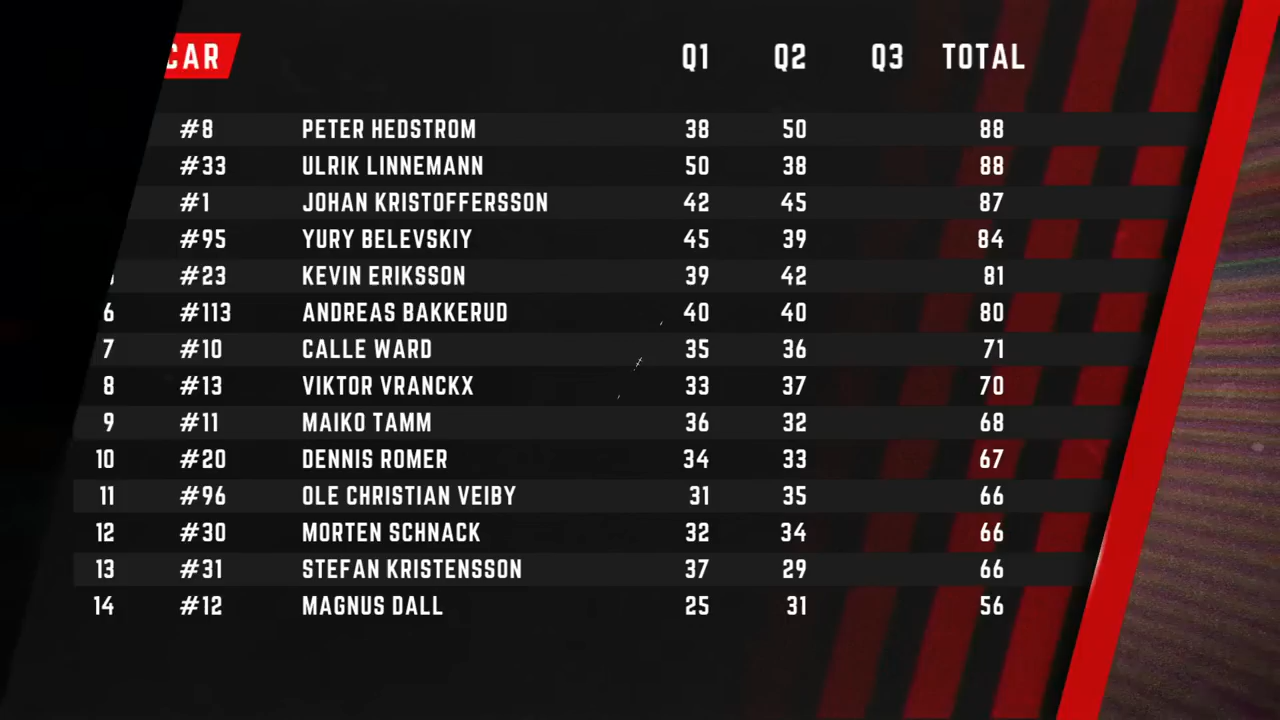 CAR Q1 Q2 Q3 TOTAL
#8 PETER HEDSTROM 38 50 88
#33 ULRIK LINNEMANN 50 38 88
#1 JOHAN KRISTOFFERSSON 42 45 87
#95 YURY BELEVSKIY 45 39 84
#23 KEVIN ERIKSSON 39 42 81
6 #113 ANDREAS BAKKERUD 40 40 80
7 #10 CALLE WARD 35 36 71
8 #13 VIKTOR VRANCKX 33 37 70
9 #11 MAIKO TAMM 36 32 68
10 #20 DENNIS ROMER 34 33 67
11 #96 OLE CHRISTIAN VEIBY 31 35 66
12 #30 MORTEN SCHNACK 32 34 66
13 #31 STEFAN KRISTENSSON 37 29 66
14 #12 MAGNUS DALL 25 31 56